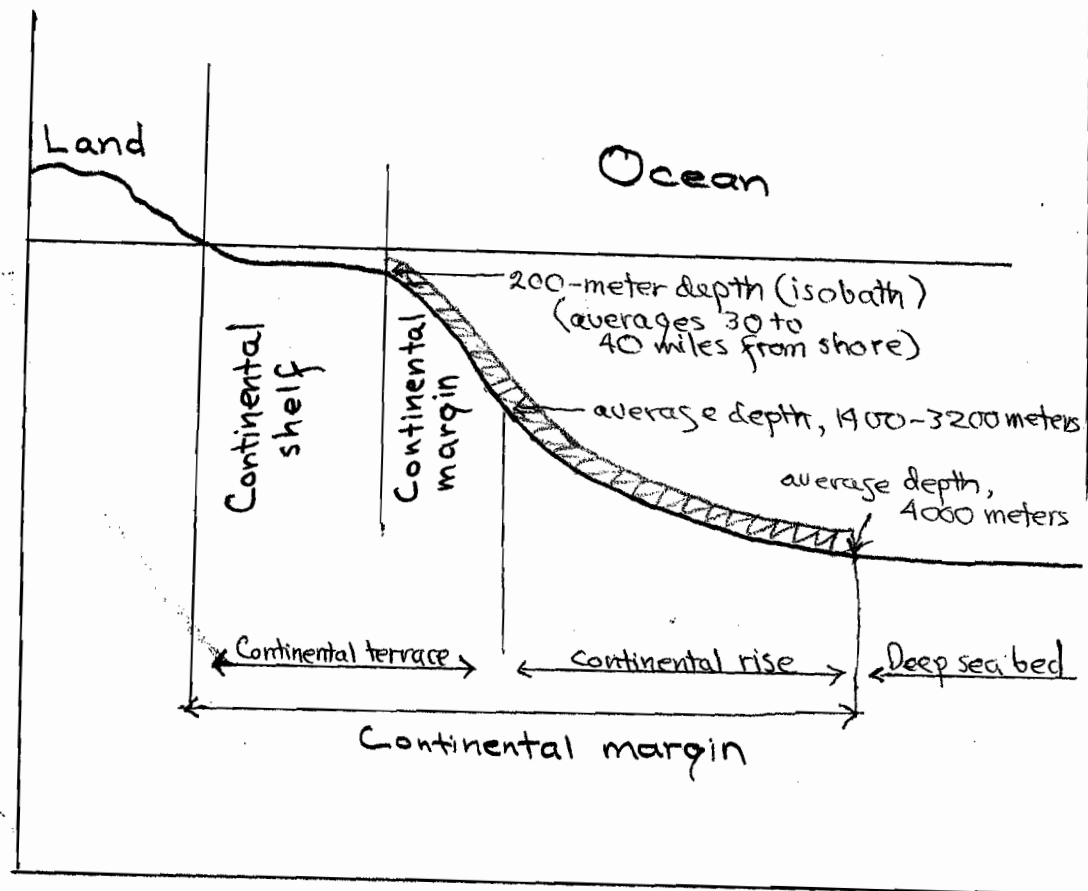 Land
Ocean
200-meter depth (isobath)
(averages 30 to
40 miles from shore)
Continental
shelf
Continental
margin
average depth, 1400-3200 meters
average depth,
4000 meters
Continental terrace
continental rise
Deep sea bed
Continental margin